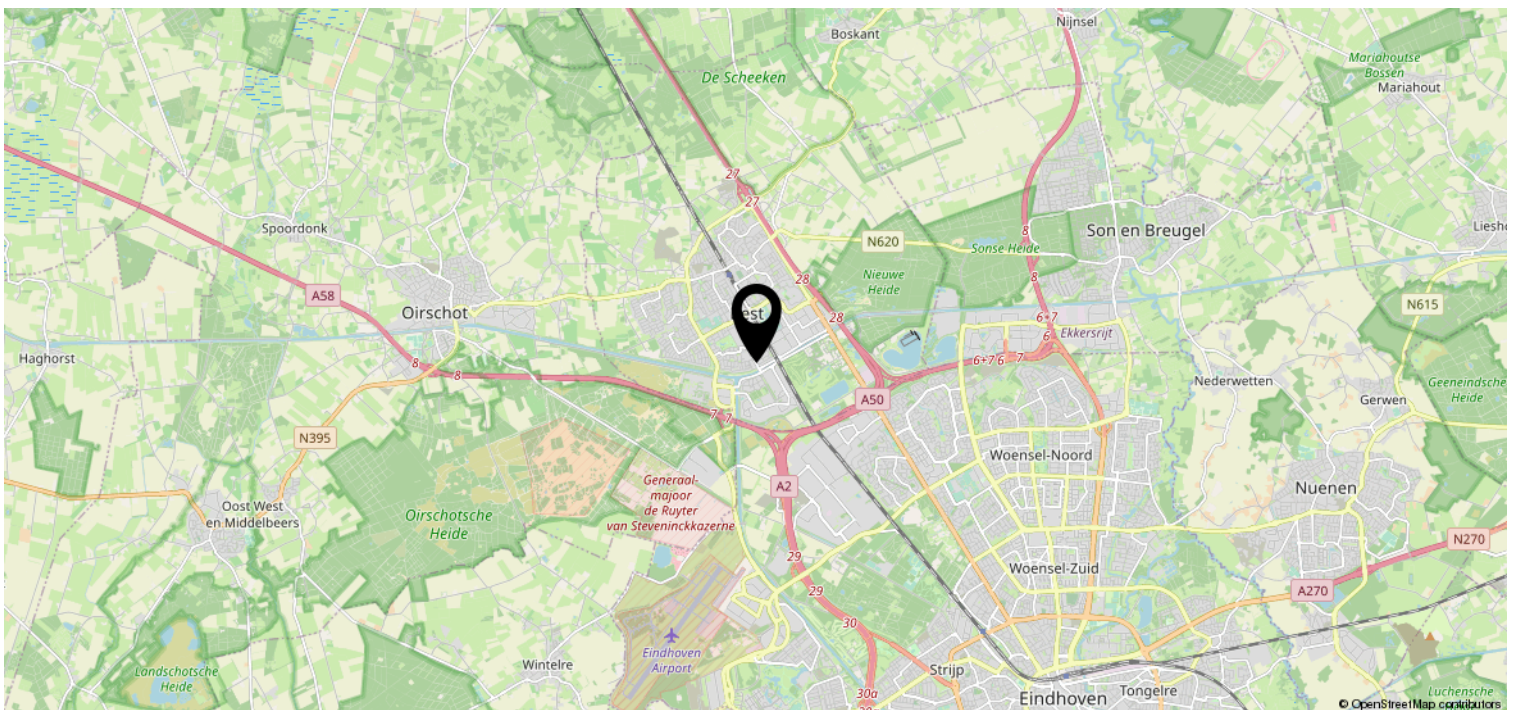 Nijnsel
Boskant
De Scheeken
Mariahoutse
Bossen
Mariahout
27
27
Spoordonk
Son en Breugel
8
N620
Sonse Heide
28
Nieuwe
Heide
8
A58
N615
Oirschot
est
28
6+7
6
Ekkersrijt
Haghorst
8
8
6+7
6
7
Nederwetten
Geeneindsche
Heide
A50
Gerwen
7
7
N395
Woensel-Noord
Generaal-
majoor
de Ruyter
van Steveninckkazerne
A2
Nuenen
Oost West
en Middelbeers
Oirschotsche
Heide
N270
29
Woensel-Zuid
29
A270
30
Eindhoven
Airport
Wintelre
Landschotsche
Heide
Strijp
30a
Eindhoven
Tongelre
Luchensche
© OpenStreetMap contributors